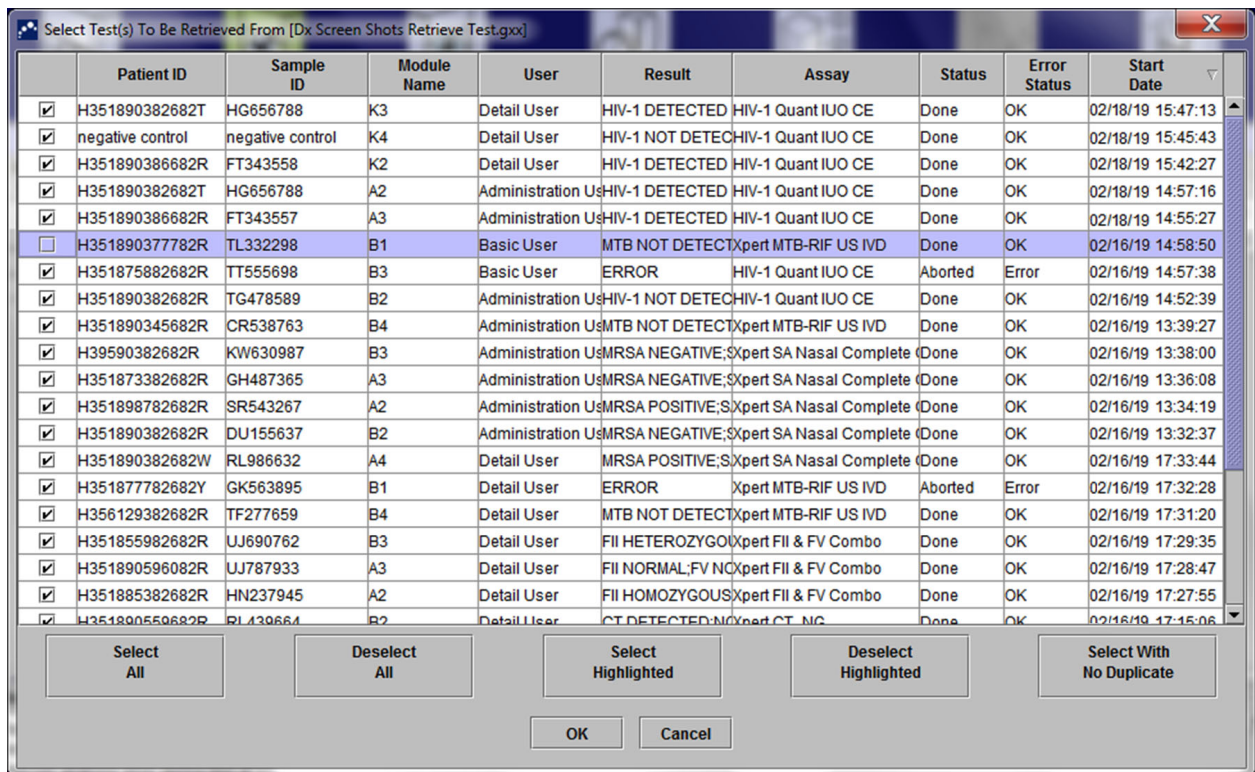 Select Test(s) To Be Retrieved From [Dx Screen Shots Retrieve Test.gxx]
Patient ID Sample ID Module Name User Result Assay Status Error Status Start Date
H351890382682T HG656788 K3 Detail User HIV-1 DETECTED HIV-1 Quant IUO CE Done OK 02/18/19 15:47:13
negative control negative control K4 Detail User HIV-1 NOT DETEC HIV-1 Quant IUO CE Done OK 02/18/19 15:45:43
H351890386682R FT343558 K2 Detail User HIV-1 DETECTED HIV-1 Quant IUO CE Done OK 02/18/19 15:42:27
H351890382682T HG656788 A2 Administration Us HIV-1 DETECTED HIV-1 Quant IUO CE Done OK 02/18/19 14:57:16
H351890386682R FT343557 A3 Administration Us HIV-1 DETECTED HIV-1 Quant IUO CE Done OK 02/18/19 14:55:27
H351890377782R TL332298 B1 Basic User MTB NOT DETECT Xpert MTB-RIF US IVD Done OK 02/16/19 14:58:50
H351875882682R TT555698 B3 Basic User ERROR HIV-1 Quant IUO CE Aborted Error 02/16/19 14:57:38
H351890382682R TG478589 B2 Administration Us HIV-1 NOT DETEC HIV-1 Quant IUO CE Done OK 02/16/19 14:52:39
H351890345682R CR538763 B4 Administration Us MTB NOT DETECT Xpert MTB-RIF US IVD Done OK 02/16/19 13:39:27
H39590382682R KW630987 B3 Administration Us MRSA NEGATIVE;S Xpert SA Nasal Complete Done OK 02/16/19 13:38:00
H351873382682R GH487365 A3 Administration Us MRSA NEGATIVE;S Xpert SA Nasal Complete Done OK 02/16/19 13:36:08
H351898782682R SR543267 A2 Administration Us MRSA POSITIVE;S Xpert SA Nasal Complete Done OK 02/16/19 13:34:19
H351890382682R DU155637 B2 Administration Us MRSA NEGATIVE;S Xpert SA Nasal Complete Done OK 02/16/19 13:32:37
H351890382682W RL986632 A4 Detail User MRSA POSITIVE;S Xpert SA Nasal Complete Done OK 02/16/19 17:33:44
H351877782682Y GK563895 B1 Detail User ERROR Xpert MTB-RIF US IVD Aborted Error 02/16/19 17:32:28
H356129382682R TF277659 B4 Detail User MTB NOT DETECT Xpert MTB-RIF US IVD Done OK 02/16/19 17:31:20
H351855982682R UJ690762 B3 Detail User FII HETEROZYGOU Xpert FII & FV Combo Done OK 02/16/19 17:29:35
H351890596082R UJ787933 A3 Detail User FII NORMAL;FV NO Xpert FII & FV Combo Done OK 02/16/19 17:28:47
H351885382682R HN237945 A2 Detail User FII HOMOZYGOUS Xpert FII & FV Combo Done OK 02/16/19 17:27:55
H351890559682R RL439664 B2 Detail User CT DETECTED;NG Xpert CT_NG Done OK 02/16/19 17:15:06
Select All Deselect All Select Highlighted Deselect Highlighted Select With No Duplicate
OK Cancel